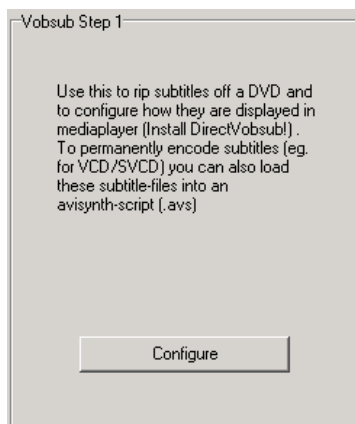 Vobsub Step 1
Use this to rip subtitles off a DVD and
to configure how they are displayed in
mediaplayer (Install DirectVobsub!) .
To permanently encode subtitles (eg.
for VCD/SVCD) you can also load
these subtitle-files into an
avisynth-script (.avs)
Configure